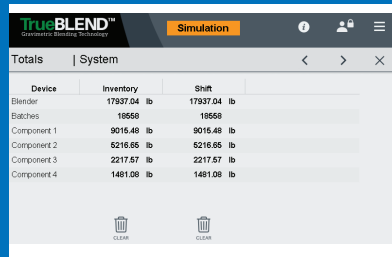 TrueBLEND™
Gravimetric Blending Technology
Simulation
Totals | System
Device Inventory Shift
Blender 17937.04 lb 17937.04 lb
Batches 18558 18558
Component 1 9015.48 lb 9015.48 lb
Component 2 5216.65 lb 5216.65 lb
Component 3 2217.57 lb 2217.57 lb
Component 4 1481.08 lb 1481.08 lb
CLEAR CLEAR